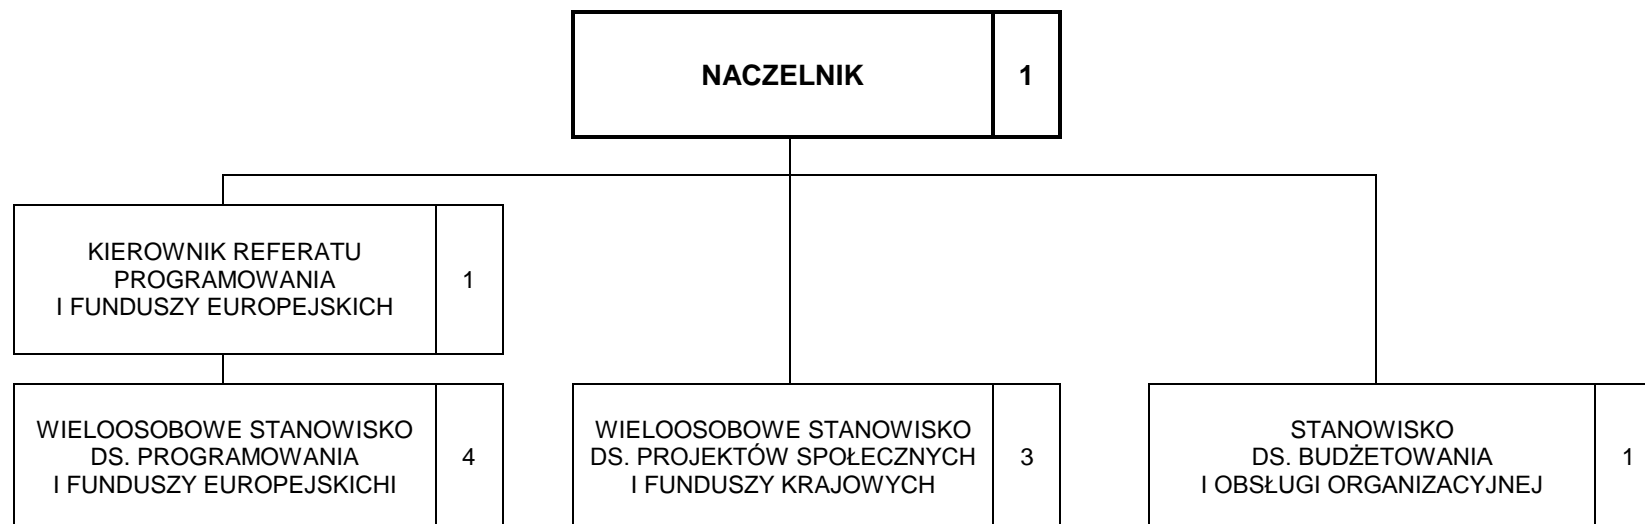 NACZELNIK 1
KIEROWNIK REFERATU
PROGRAMOWANIA 1
I FUNDUSZY EUROPEJSKICH
WIELOOSOBOWE STANOWISKO
DS. PROGRAMOWANIA 4
I FUNDUSZY EUROPEJSKICHI
WIELOOSOBOWE STANOWISKO
DS. PROJEKTÓW SPOŁECZNYCH 3
I FUNDUSZY KRAJOWYCH
STANOWISKO
DS. BUDŻETOWANIA 1
I OBSŁUGI ORGANIZACYJNEJ